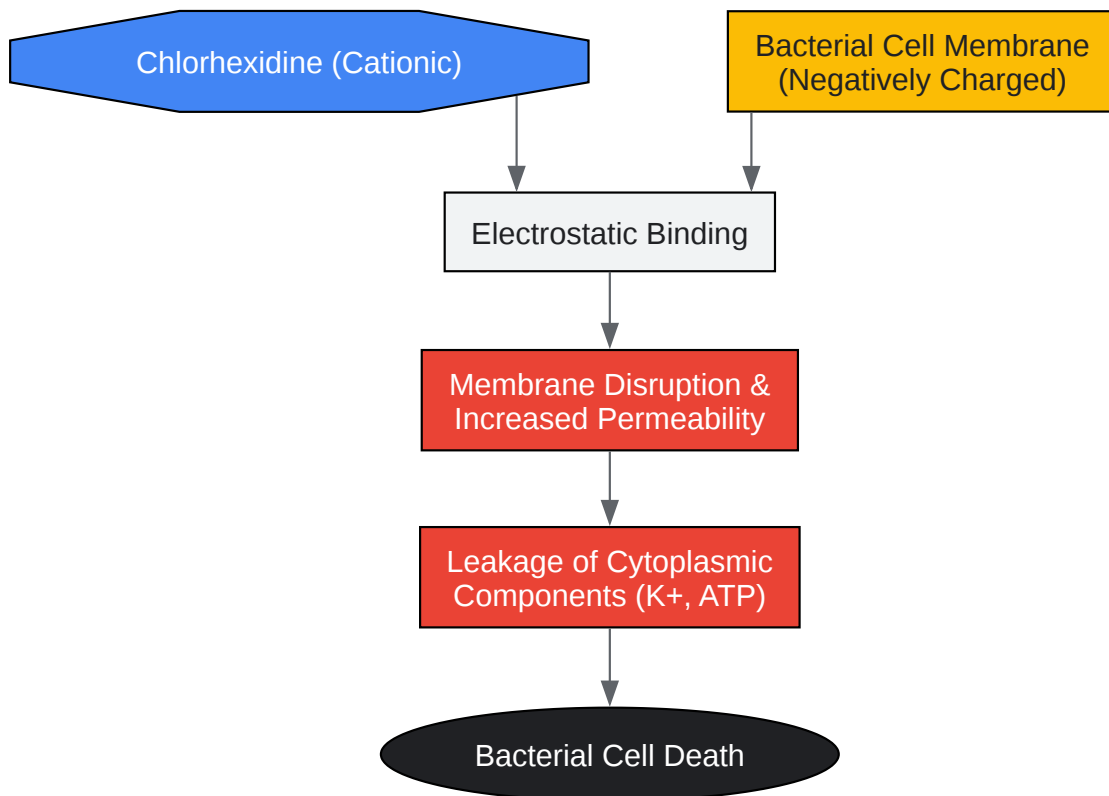 Chlorhexidine (Cationic)
Bacterial Cell Membrane
(Negatively Charged)
Electrostatic Binding
Membrane Disruption &
Increased Permeability
Leakage of Cytoplasmic
Components (K+, ATP)
Bacterial Cell Death